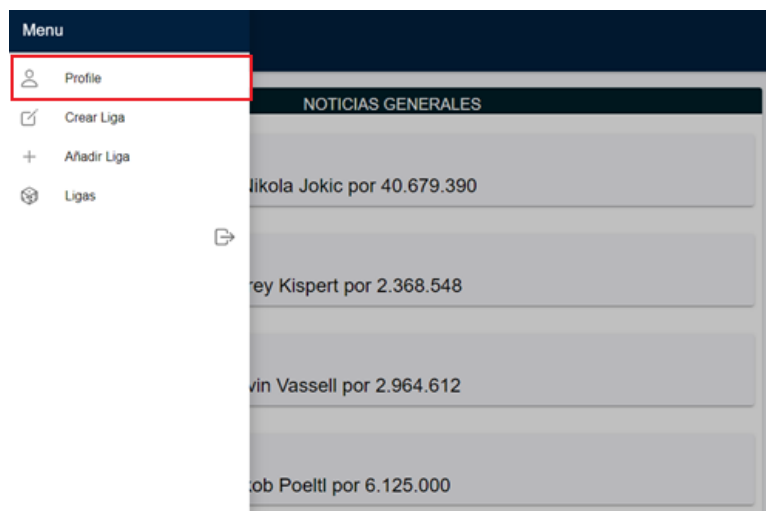 Menu
Profile
Crear Liga
Añadir Liga
Ligas
NOTICIAS GENERALES
Nikola Jokic por 40.679.390
rey Kispert por 2.368.548
vin Vassell por 2.964.612
ob Poeltl por 6.125.000